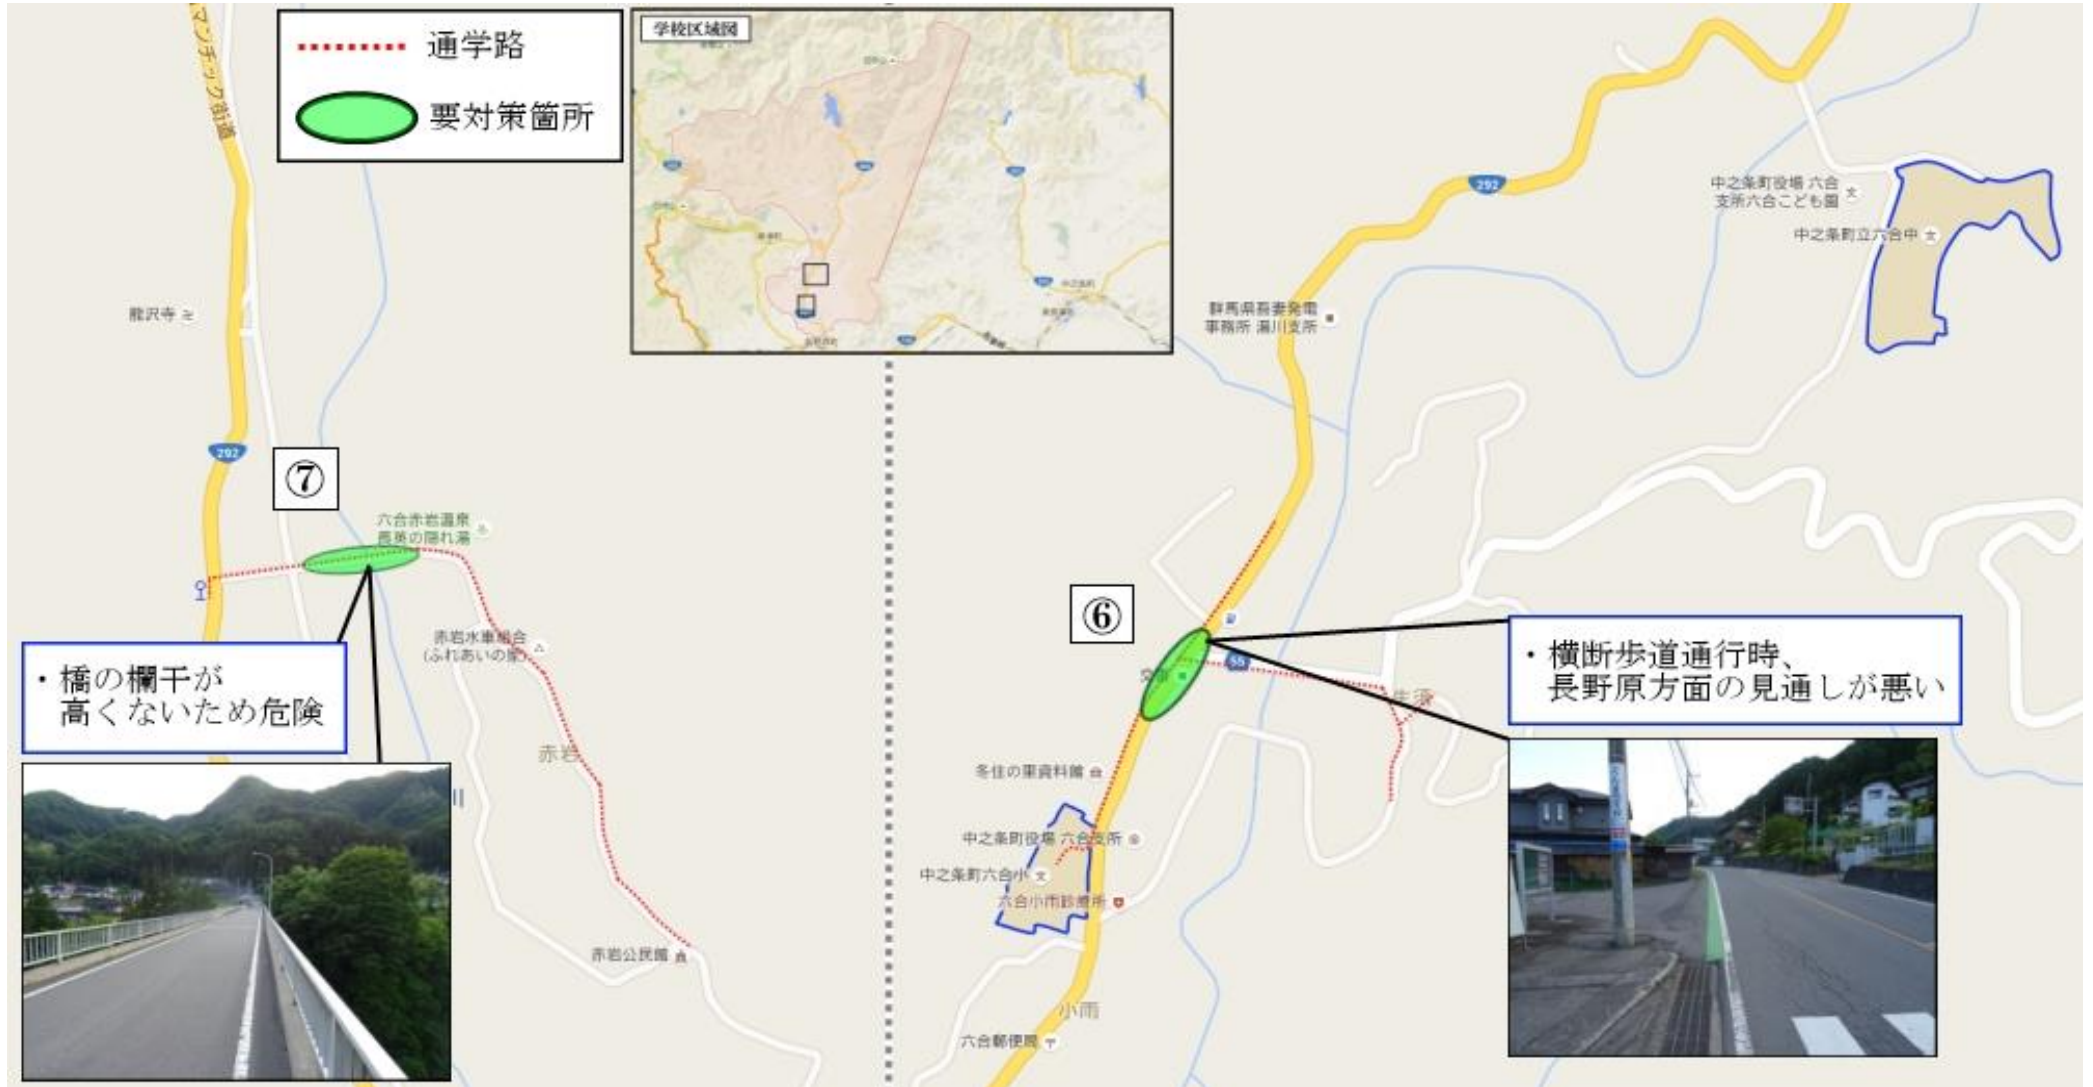 マンチック街道
通学路
要対策箇所
学校区域図
中之条町
292
中之条町役場 六合
支所六合こども園
中之条町立六合中
群馬県吾妻発電
事務所 湯川支所
龍沢寺
292
⑦
六合赤岩温泉
長英の隠れ湯
赤岩水車組合
(ふれあいの家)
・橋の欄干が
高くないため危険
赤岩
川
赤岩公民館
⑥
55
生須
・横断歩道通行時、
長野原方面の見通しが悪い
冬住の里資料館
中之条町役場 六合支所
中之条町六合小
六合小雨診療所
小雨
六合郵便局